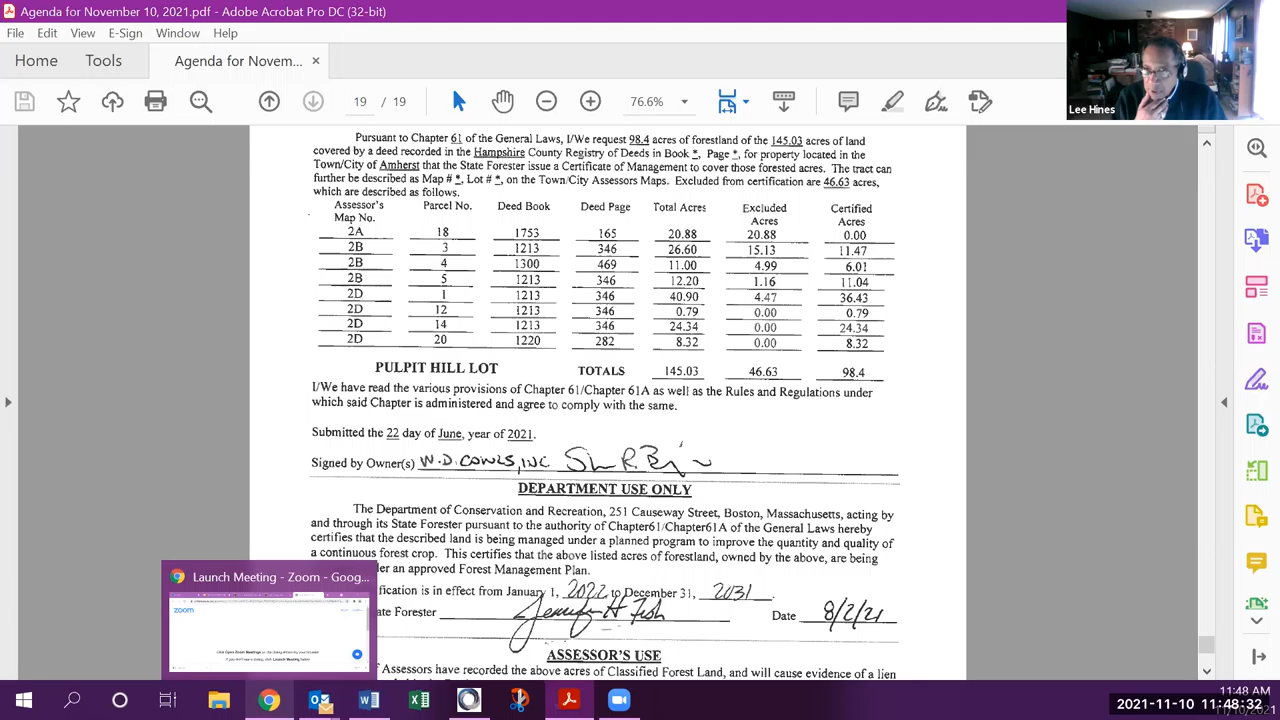 Agenda for November 10, 2021.pdf - Adobe Acrobat Pro DC (32-bit)
File Edit View E-Sign Window Help
Home Tools Agenda for Novem... ×
19 / 19 76.6%
Lee Hines
Pursuant to Chapter 61 of the General Laws, I/We request 98.4 acres of forestland of the 145.03 acres of land
covered by a deed recorded in the Hampshire County Registry of Deeds in Book *, Page *, for property located in the
Town/City of Amherst that the State Forester issue a Certificate of Management to cover those forested acres. The tract can
further be described as Map # *, Lot # *, on the Town/City Assessors Maps. Excluded from certification are 46.63 acres,
which are described as follows.
Assessor's Parcel No. Deed Book Deed Page Total Acres Excluded Certified
Map No. Acres Acres
2A 18 1753 165 20.88 20.88 0.00
2B 3 1213 346 26.60 15.13 11.47
2B 4 1300 469 11.00 4.99 6.01
2B 5 1213 346 12.20 1.16 11.04
2D 1 1213 346 40.90 4.47 36.43
2D 12 1213 346 0.79 0.00 0.79
2D 14 1213 346 24.34 0.00 24.34
2D 20 1220 282 8.32 0.00 8.32
PULPIT HILL LOT TOTALS 145.03 46.63 98.4
I/We have read the various provisions of Chapter 61/Chapter 61A as well as the Rules and Regulations under
which said Chapter is administered and agree to comply with the same.
Submitted the 22 day of June, year of 2021.
Signed by Owner(s) W.D. COWLS, INC
DEPARTMENT USE ONLY
The Department of Conservation and Recreation, 251 Causeway Street, Boston, Massachusetts, acting by
and through its State Forester pursuant to the authority of Chapter61/Chapter61A of the General Laws hereby
certifies that the described land is being managed under a planned program to improve the quantity and quality of
a continuous forest crop. This certifies that the above listed acres of forestland, owned by the above, are being
er an approved Forest Management Plan.
fication is in effect from January 1, 2022 to December 31, 2031
ate Forester Jennifer H Fish Date 8/2/21
ASSESSOR'S USE
f Assessors have recorded the above acres of Classified Forest Land, and will cause evidence of a lien
Launch Meeting - Zoom - Goog...
zoom
11:48 AM
2021-11-10 11:48:32